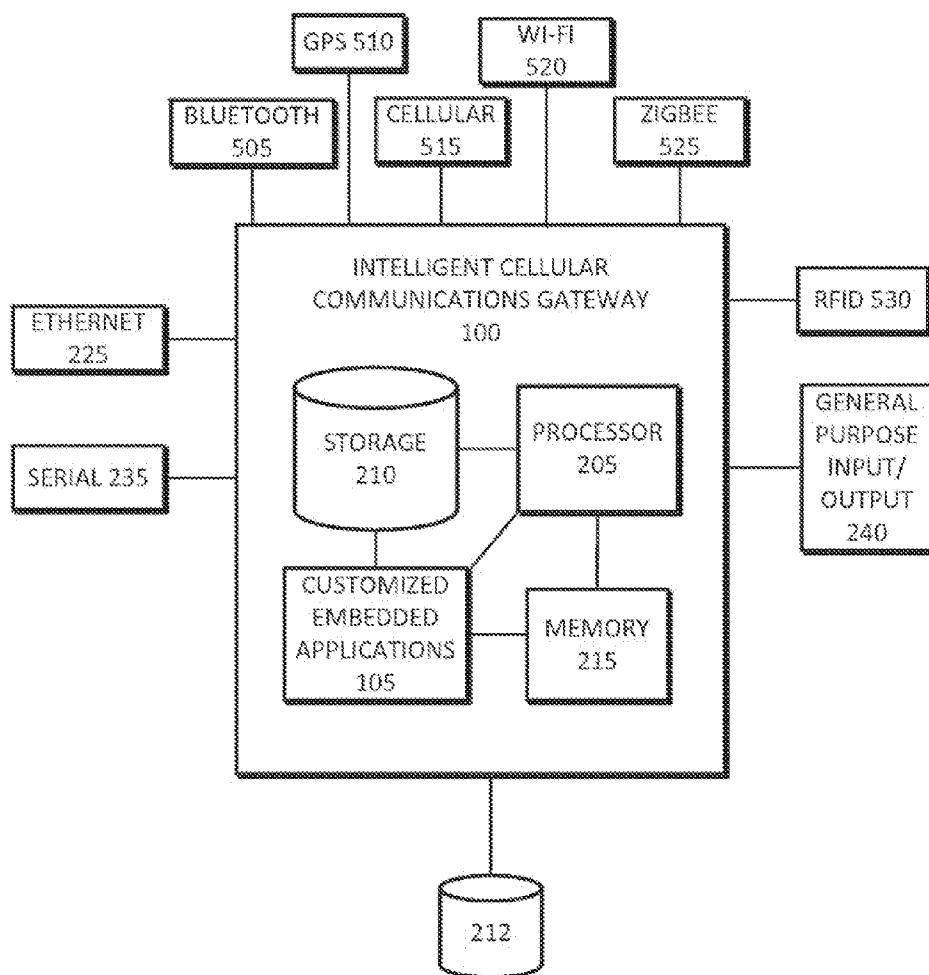 GPS 510
WI-FI
520
BLUETOOTH
505
CELLULAR
515
ZIGBEE
525
INTELLIGENT CELLULAR
COMMUNICATIONS GATEWAY
100
ETHERNET
225
SERIAL 235
RFID 530
GENERAL
PURPOSE
INPUT/
OUTPUT
240
STORAGE
210
PROCESSOR
205
CUSTOMIZED
EMBEDDED
APPLICATIONS
105
MEMORY
215
212